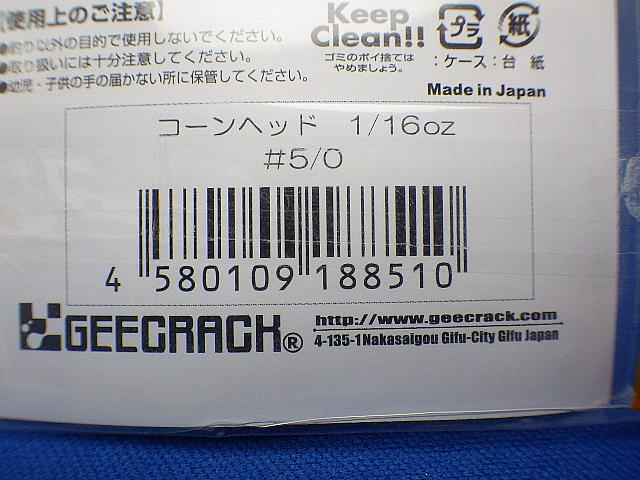 【使用上のご注意】
●釣り以外の目的で使用しないでください。
●取り扱いには十分注意してください。
●幼児・子供の手の届かない所に保管してください。
Keep
Clean!!
ゴミのポイ捨ては
やめましょう。
プラ
紙
:ケース :台 紙
Made in Japan
コーンヘッド 1/16oz
#5/0
4 580109 188510
GEECRACK®
http://www.geecrack.com
4-135-1 Nakasaigou Gifu-City Gifu Japan